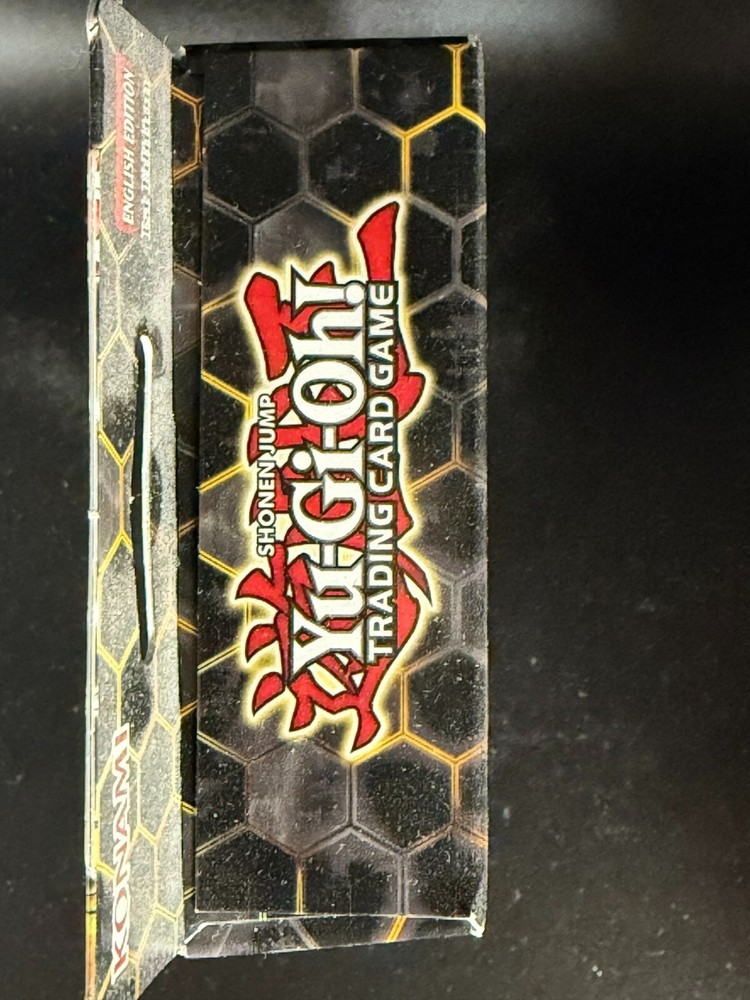 KONAMI
ENGLISH EDITION
SHONEN JUMP
Yu-Gi-Oh!
TRADING CARD GAME